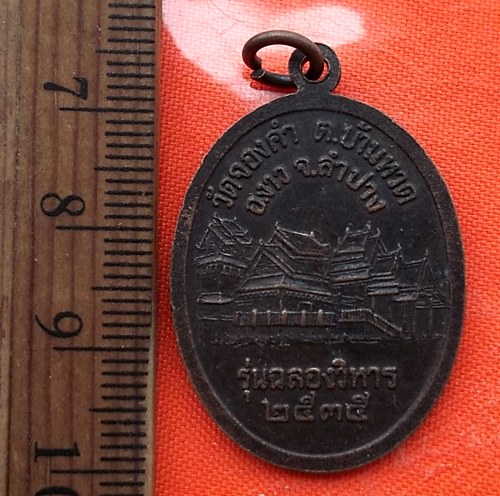 วัดจองคำ ต.บ้านหวด
อ.งาว จ.ลำปาง
รุ่นฉลองวิหาร
๒๕๓๕
7
8
9
10